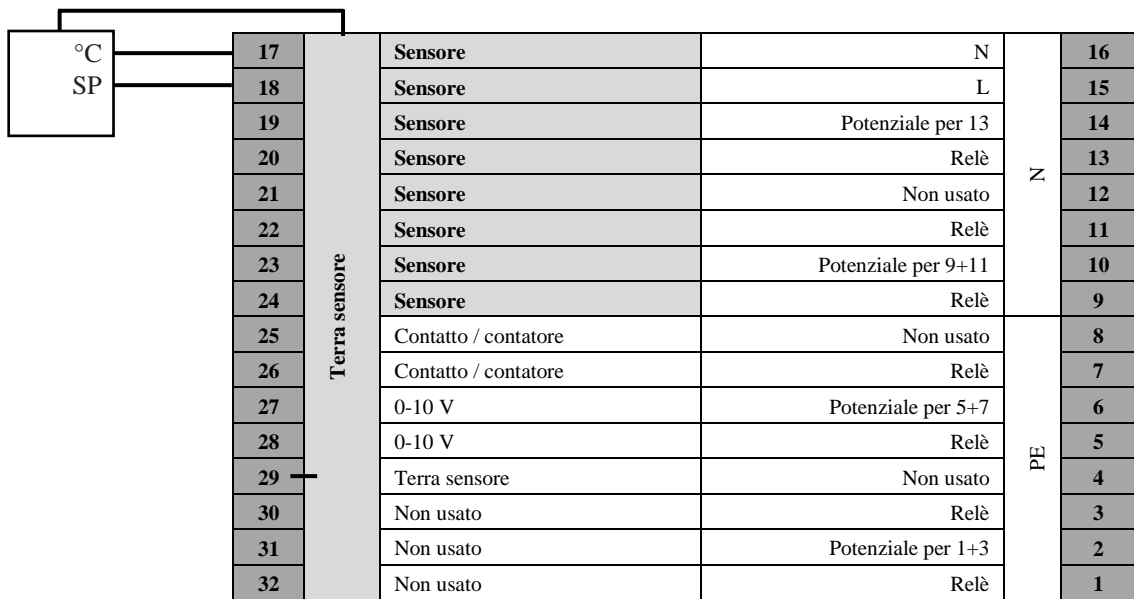 °C
SP
17 Sensore N 16
18 Sensore L 15
19 Sensore Potenziale per 13 14
20 Sensore Relè 13
21 Sensore Non usato 12
22 Sensore Relè 11
23 Sensore Potenziale per 9+11 10
24 Sensore Relè 9
25 Contatto / contatore Non usato 8
26 Contatto / contatore Relè 7
27 0-10 V Potenziale per 5+7 6
28 0-10 V Relè 5
29 Terra sensore Non usato 4
30 Non usato Relè 3
31 Non usato Potenziale per 1+3 2
32 Non usato Relè 1
Terra sensore
N
PE